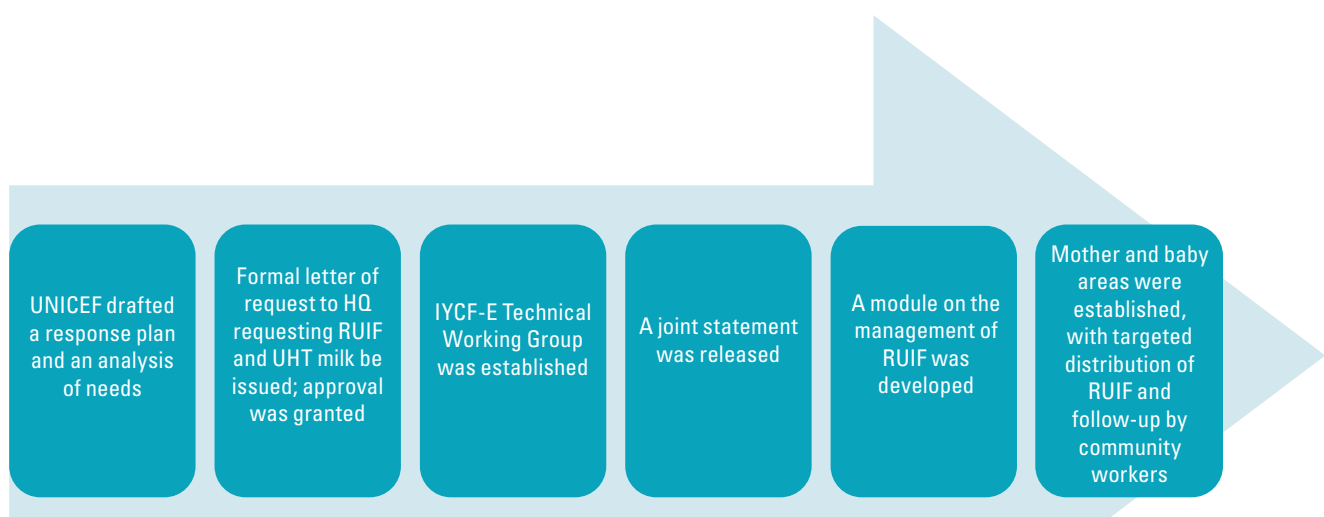 UNICEF drafted
a response plan
and an analysis
of needs
Formal letter of
request to HQ
requesting RUIF
and UHT milk be
issued; approval
was granted
IYCF-E Technical
Working Group
was established
A joint statement
was released
A module on the
management of
RUIF was
developed
Mother and baby
areas were
established,
with targeted
distribution of
RUIF and
follow-up by
community
workers